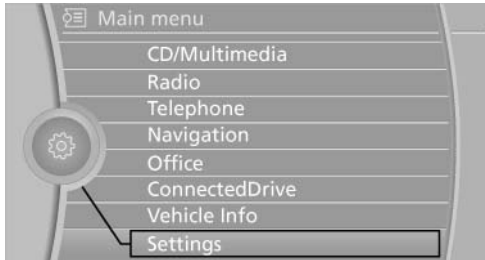 Main menu
CD/Multimedia
Radio
Telephone
Navigation
Office
ConnectedDrive
Vehicle Info
Settings